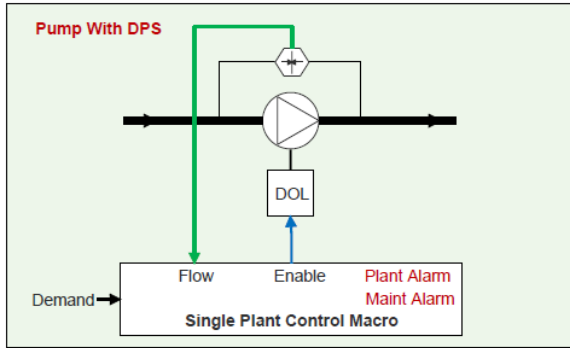 Pump With DPS
DOL
Flow Enable Plant Alarm
Demand Maint Alarm
Single Plant Control Macro